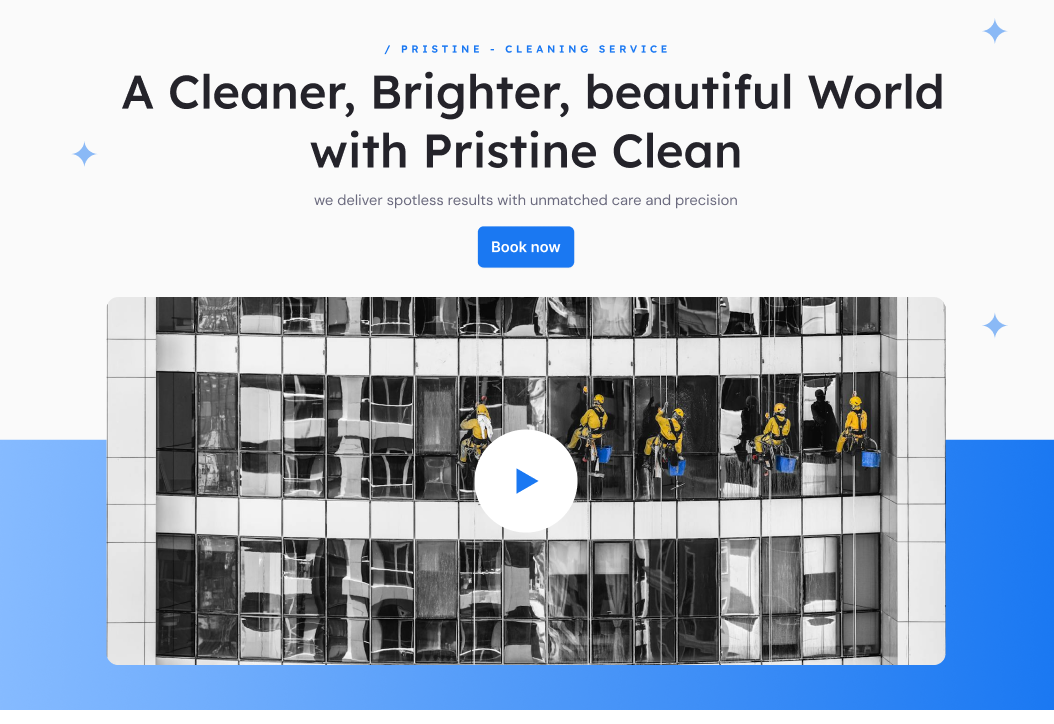 / PRISTINE - CLEANING SERVICE
A Cleaner, Brighter, beautiful World
with Pristine Clean
we deliver spotless results with unmatched care and precision
Book now